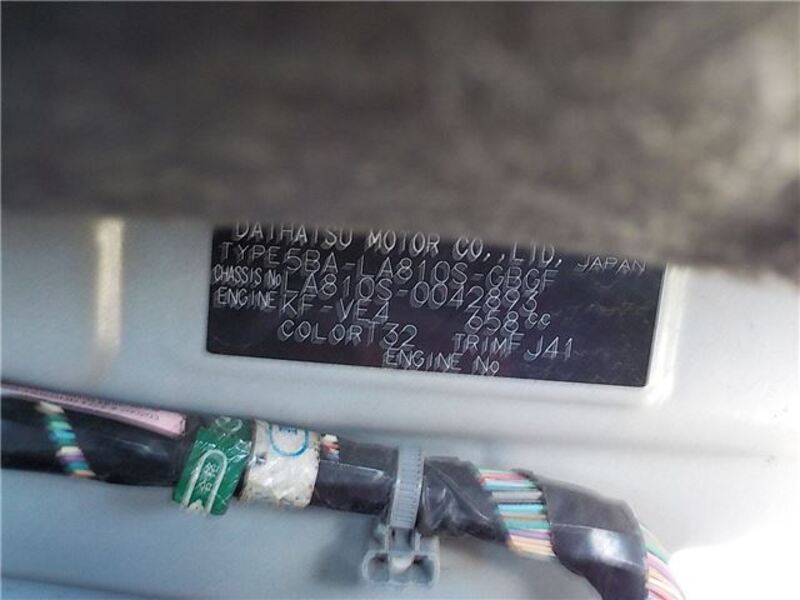 DAIHATSU MOTOR CO.,LTD. JAPAN
TYPE 5BA-LA810S-GBGF
CHASSIS No LA810S-0042893
ENGINE KF-VE4 658cc
COLOR T32 TRIM FJ41
ENGINE No